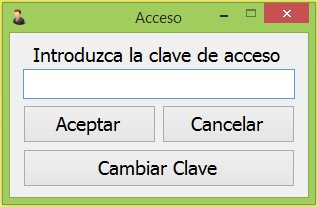 Acceso
Introduzca la clave de acceso
Aceptar
Cancelar
Cambiar Clave